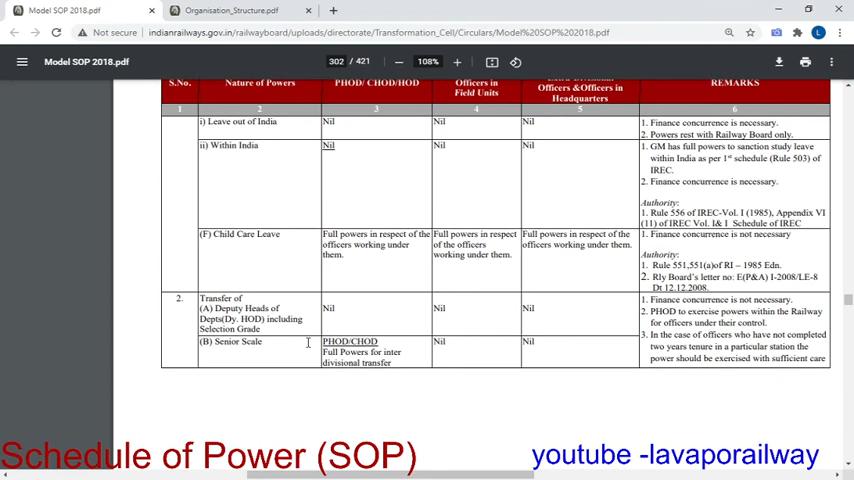 Model SOP 2018.pdf
Organisation_Structure.pdf
Not secure
indianrailways.gov.in/railwayboard/uploads/directorate/Transformation_Cell/Circulars/Model%20SOP%202018.pdf
L
Model SOP 2018.pdf
302 / 421
108%
S.No.
Nature of Powers
PHOD/ CHOD/HOD
Officers in
Field Units
Officers &Officers in
Headquarters
REMARKS
1
2
3
4
5
6
i) Leave out of India
Nil
Nil
Nil
1. Finance concurrence is necessary.
2. Powers rest with Railway Board only.
ii) Within India
Nil
Nil
Nil
1. GM has full powers to sanction study leave
within India as per 1st schedule (Rule 503) of
IREC.
2. Finance concurrence is necessary.
Authority:
1. Rule 556 of IREC-Vol. I (1985), Appendix VI
(11) of IREC Vol. I& I Schedule of IREC
(F) Child Care Leave
Full powers in respect of the
officers working under
them.
Full powers in respect
of the officers
working under them.
Full powers in respect of the
officers working under them.
1. Finance concurrence is not necessary
Authority:
1. Rule 551,551(a)of RI – 1985 Edn.
2. Rly Board's letter no: E(P&A) I-2008/LE-8
Dt 12.12.2008.
2.
Transfer of
(A) Deputy Heads of
Depts(Dy. HOD) including
Selection Grade
Nil
Nil
Nil
1. Finance concurrence is not necessary.
2. PHOD to exercise powers within the Railway
for officers under their control.
3. In the case of officers who have not completed
two years tenure in a particular station the
power should be exercised with sufficient care
(B) Senior Scale
PHOD/CHOD
Full Powers for inter
divisional transfer
Nil
Nil
Schedule of Power (SOP)
youtube -lavaporailway